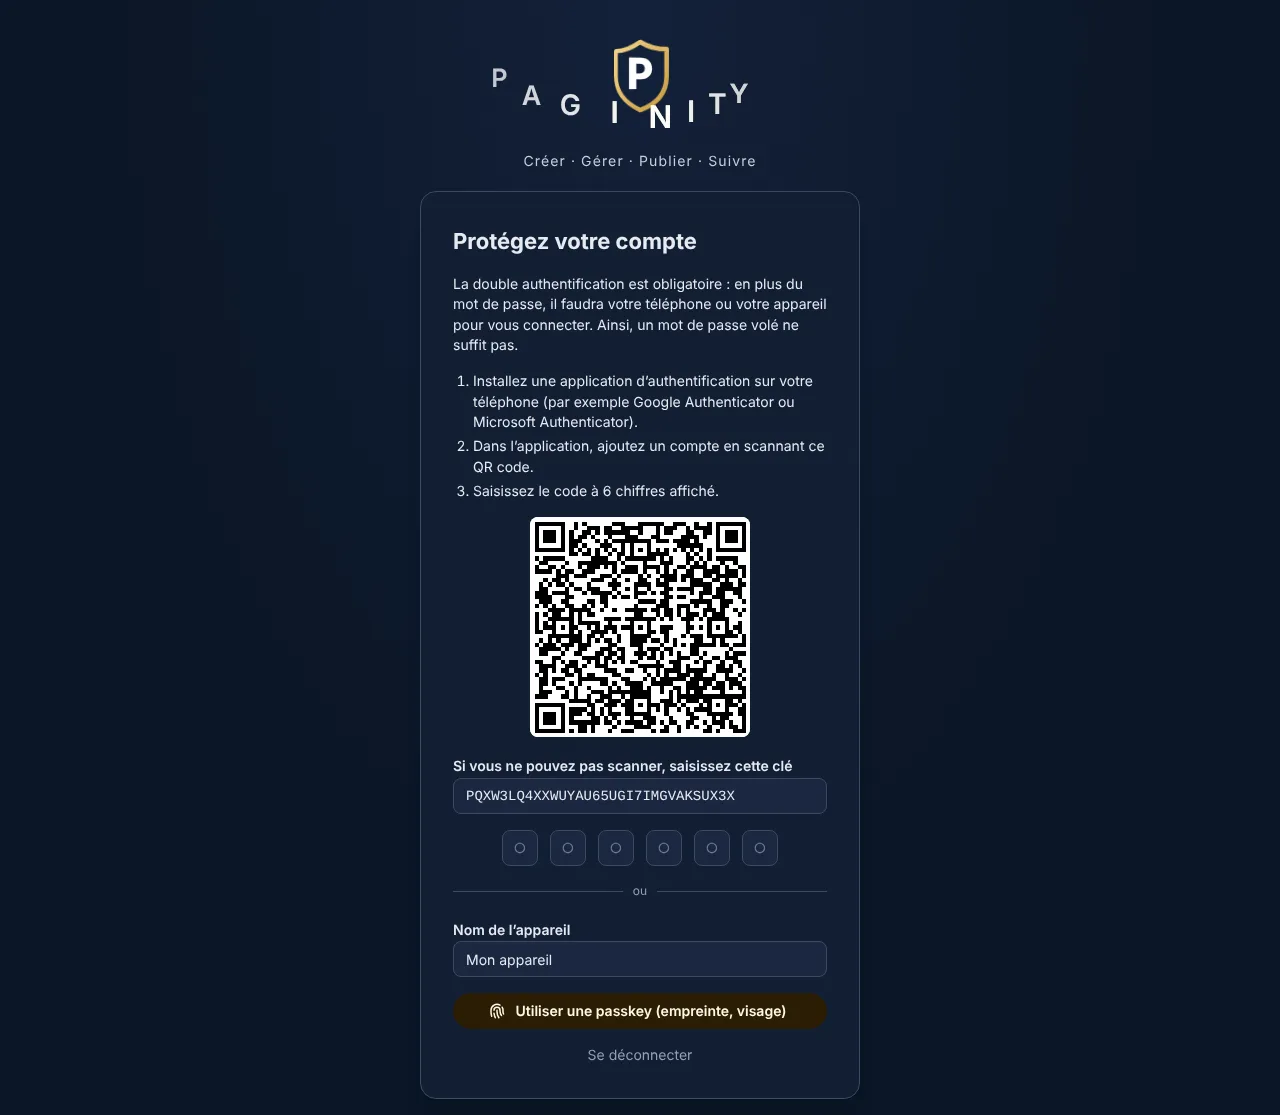 PAGINITY
P
Créer · Gérer · Publier · Suivre
Protégez votre compte
La double authentification est obligatoire : en plus du
mot de passe, il faudra votre téléphone ou votre appareil
pour vous connecter. Ainsi, un mot de passe volé ne
suffit pas.
1. Installez une application d’authentification sur votre
téléphone (par exemple Google Authenticator ou
Microsoft Authenticator).
2. Dans l’application, ajoutez un compte en scannant ce
QR code.
3. Saisissez le code à 6 chiffres affiché.
Si vous ne pouvez pas scanner, saisissez cette clé
PQXW3LQ4XXWUYAU65UGI7IMGVAKSUX3X
ou
Nom de l’appareil
Mon appareil
Utiliser une passkey (empreinte, visage)
Se déconnecter